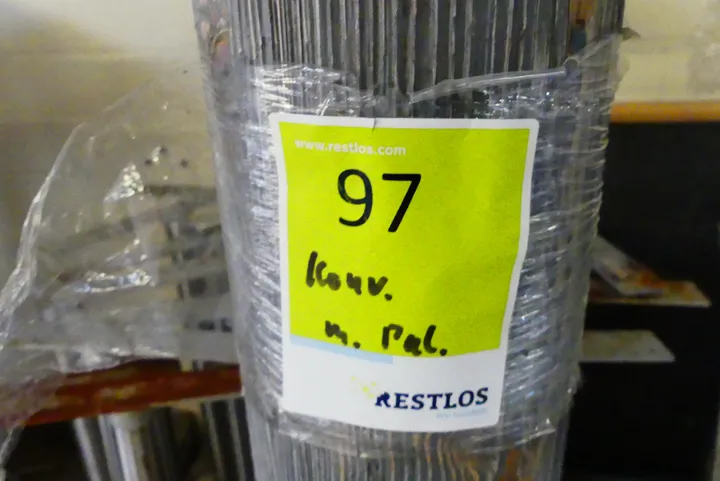 www.restlos.com
97
Konv.
m. Pal.
RESTLOS